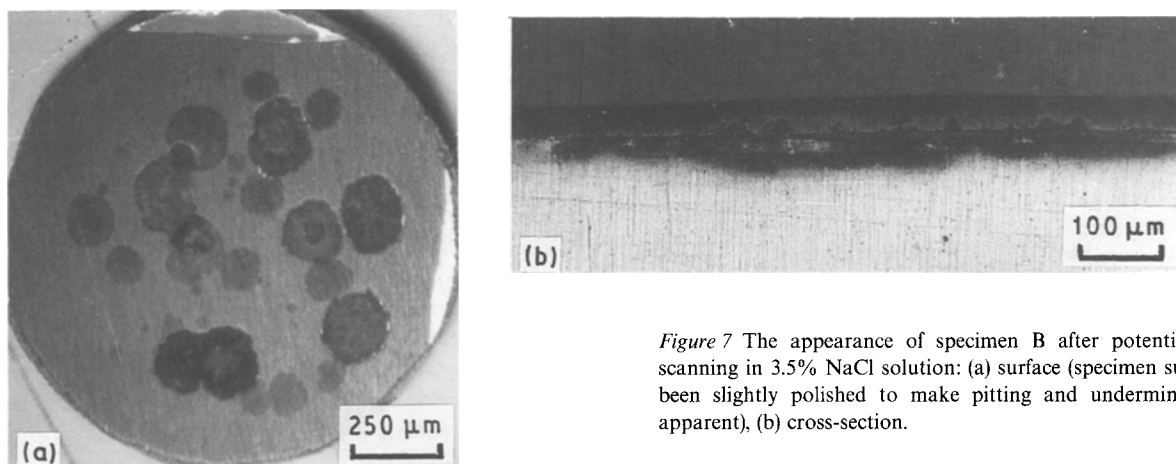 (a)
250 μm
(b)
100 μm
Figure 7 The appearance of specimen B after potenti
scanning in 3.5% NaCl solution: (a) surface (specimen su
been slightly polished to make pitting and undermin
apparent), (b) cross-section.